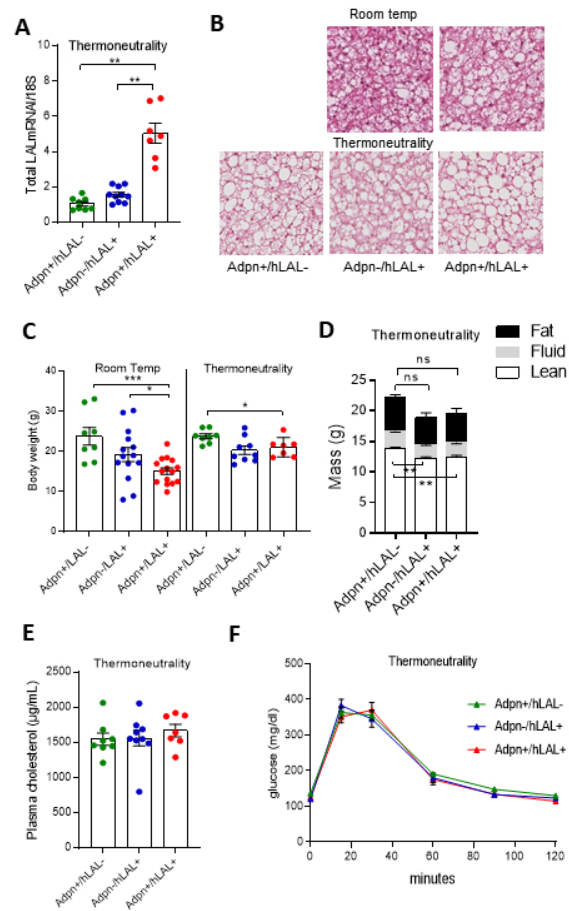 A
Thermoneutrality
**
**
Total LALmRNAI/18S
10
8
6
4
2
0
Adpn+/hLAL-
Adpn-/hLAL+
Adpn+/hLAL+
B
Room temp
Thermoneutrality
Adpn+/hLAL-
Adpn-/hLAL+
Adpn+/hLAL+
C
Room Temp
Thermoneutrality
***
*
*
Body weight (g)
40
30
20
10
0
Adpn+/LAL-
Adpn-/LAL+
Adpn+/LAL+
Adpn+/LAL-
Adpn-/LAL+
Adpn+/LAL+
D
Thermoneutrality
Fat
Fluid
Lean
ns
ns
**
**
Mass (g)
25
20
15
10
5
0
Adpn+/hLAL-
Adpn-/hLAL+
Adpn+/hLAL+
E
Thermoneutrality
Plasma cholesterol (µg/mL)
2500
2000
1500
1000
500
0
Adpn+/hLAL-
Adpn-/hLAL+
Adpn+/hLAL+
F
Thermoneutrality
glucose (mg/dl)
500
400
300
200
100
0
0 20 40 60 80 100 120
minutes
Adpn+/hLAL-
Adpn-/hLAL+
Adpn+/hLAL+